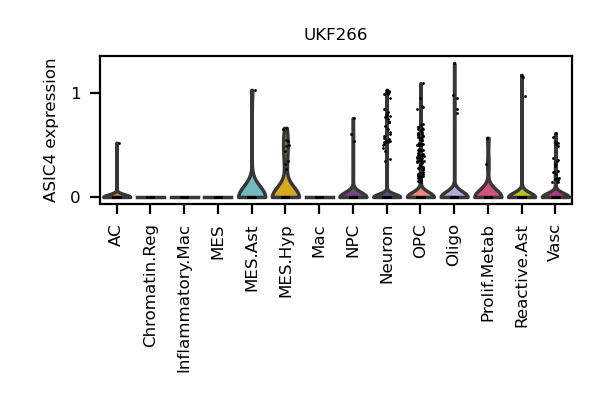 UKF266
ASIC4 expression
1
0
AC
Chromatin.Reg
Inflammatory.Mac
MES
MES.Ast
MES.Hyp
Mac
NPC
Neuron
OPC
Oligo
Prolif.Metab
Reactive.Ast
Vasc